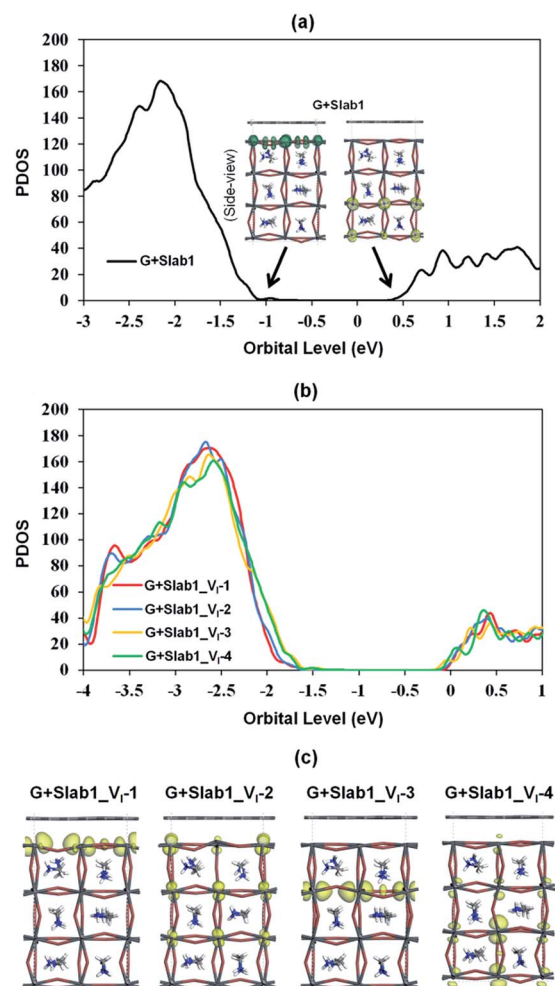 (a)
200
180
160
140
120
100
80
60
40
20
0
PDOS
G+Slab1
(Side-view)
G+Slab1
-3 -2.5 -2 -1.5 -1 -0.5 0 0.5 1 1.5 2
Orbital Level (eV)
(b)
200
180
160
140
120
100
80
60
40
20
0
PDOS
G+Slab1_VI-1
G+Slab1_VI-2
G+Slab1_VI-3
G+Slab1_VI-4
-4 -3.5 -3 -2.5 -2 -1.5 -1 -0.5 0 0.5 1
Orbital Level (eV)
(c)
G+Slab1_VI-1 G+Slab1_VI-2 G+Slab1_VI-3 G+Slab1_VI-4